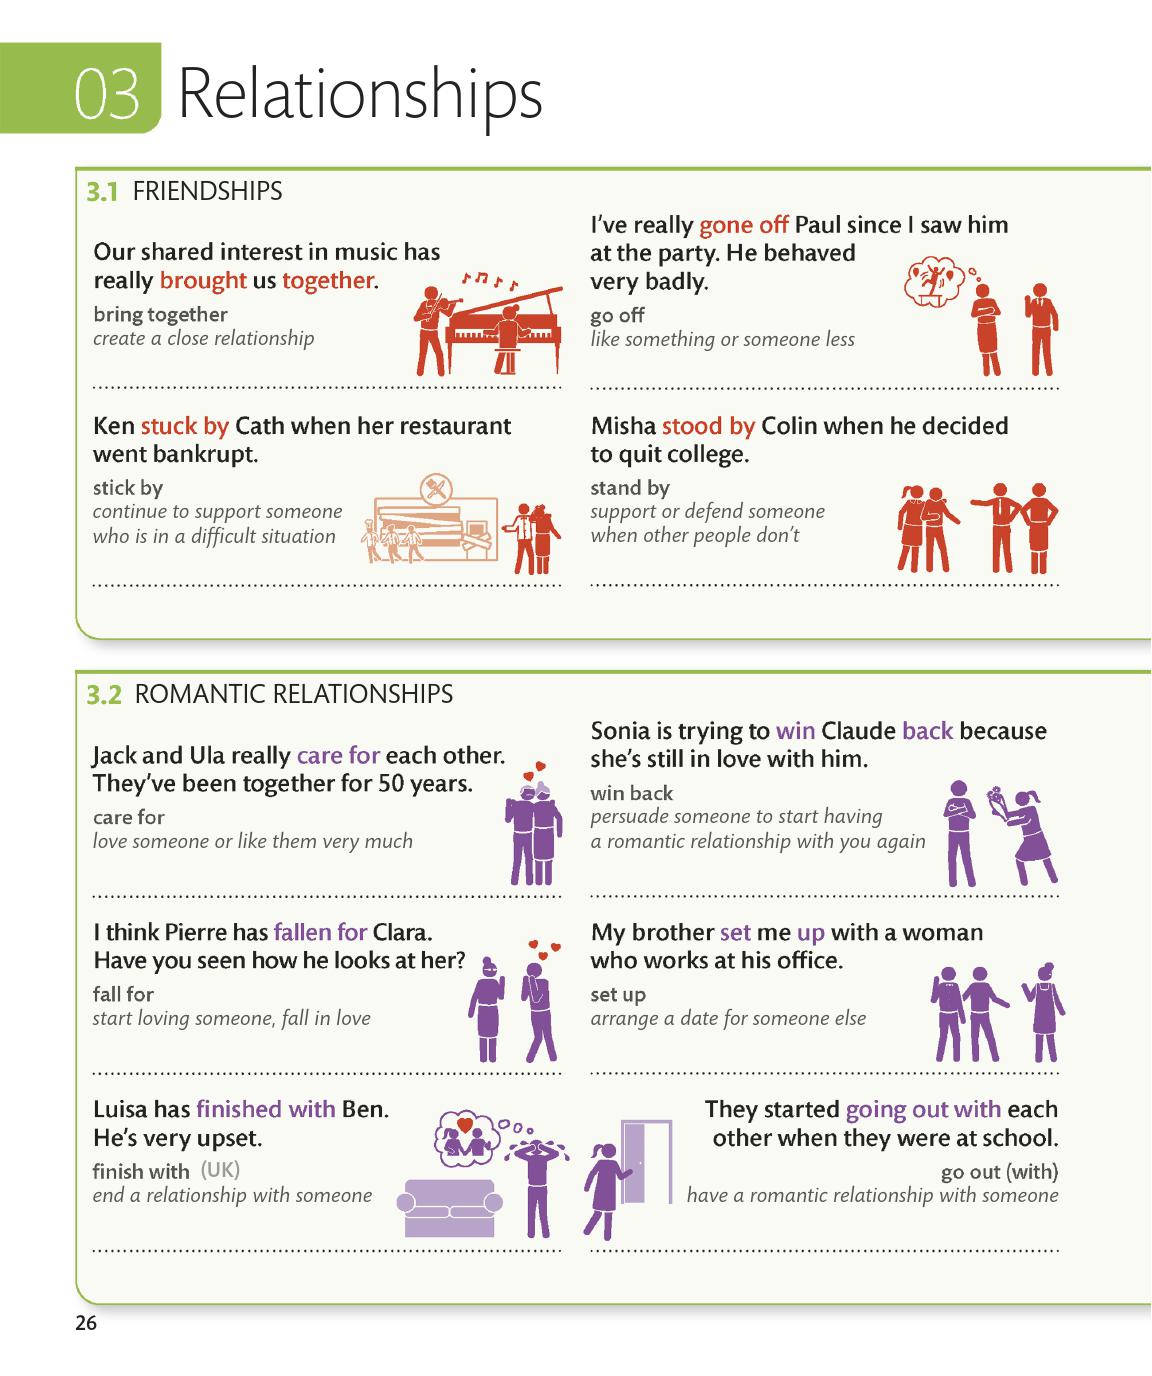 03 Relationships
3.1 FRIENDSHIPS
Our shared interest in music has
really brought us together.
bring together
create a close relationship
I've really gone off Paul since I saw him
at the party. He behaved
very badly.
go off
like something or someone less
Ken stuck by Cath when her restaurant
went bankrupt.
stick by
continue to support someone
who is in a difficult situation
Misha stood by Colin when he decided
to quit college.
stand by
support or defend someone
when other people don't
3.2 ROMANTIC RELATIONSHIPS
Jack and Ula really care for each other.
They've been together for 50 years.
care for
love someone or like them very much
Sonia is trying to win Claude back because
she's still in love with him.
win back
persuade someone to start having
a romantic relationship with you again
I think Pierre has fallen for Clara.
Have you seen how he looks at her?
fall for
start loving someone, fall in love
My brother set me up with a woman
who works at his office.
set up
arrange a date for someone else
Luisa has finished with Ben.
He's very upset.
finish with (UK)
end a relationship with someone
They started going out with each
other when they were at school.
go out (with)
have a romantic relationship with someone
26